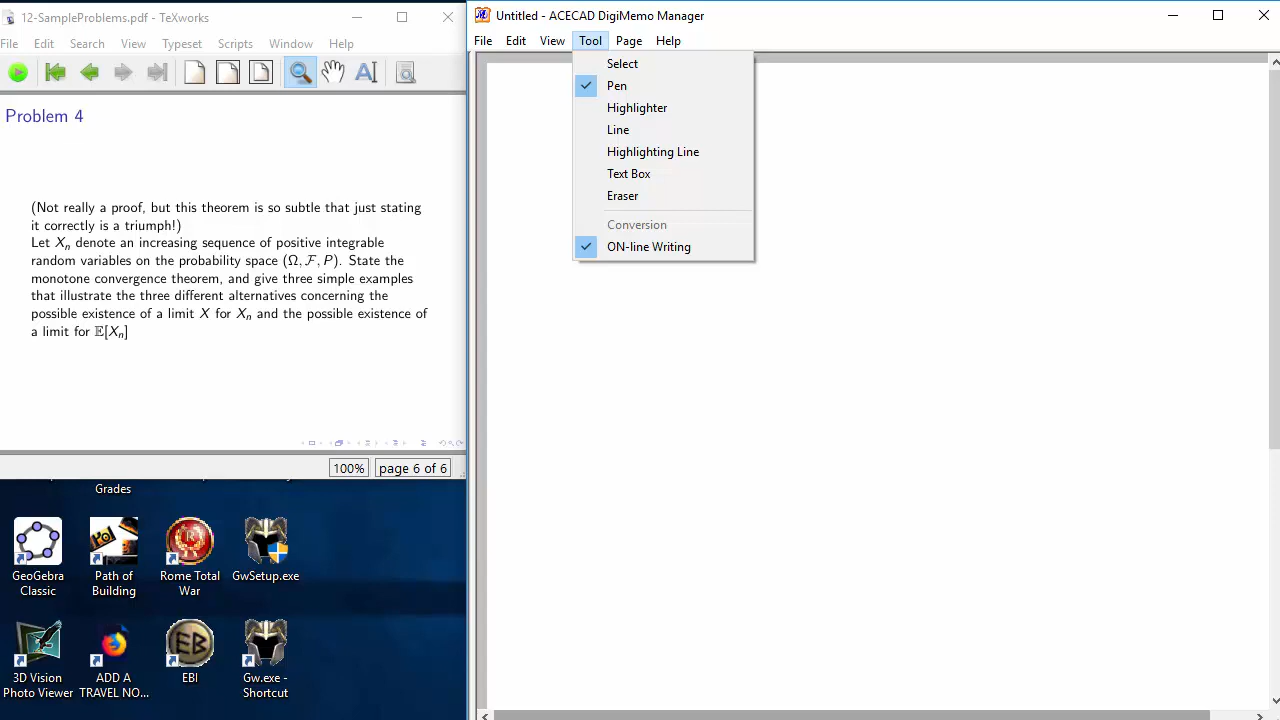 12-SampleProblems.pdf - TeXworks
File Edit Search View Typeset Scripts Window Help
Problem 4
(Not really a proof, but this theorem is so subtle that just stating
it correctly is a triumph!)
Let Xₙ denote an increasing sequence of positive integrable
random variables on the probability space (Ω, ℱ, P). State the
monotone convergence theorem, and give three simple examples
that illustrate the three different alternatives concerning the
possible existence of a limit X for Xₙ and the possible existence of
a limit for 𝔼[Xₙ]
100% page 6 of 6
Grades
GeoGebra Classic
Path of Building
Rome Total War
GwSetup.exe
3D Vision Photo Viewer
ADD A TRAVEL NO...
EBI
Gw.exe - Shortcut
Untitled - ACECAD DigiMemo Manager
File Edit View Tool Page Help
Select
Pen
Highlighter
Line
Highlighting Line
Text Box
Eraser
Conversion
ON-line Writing